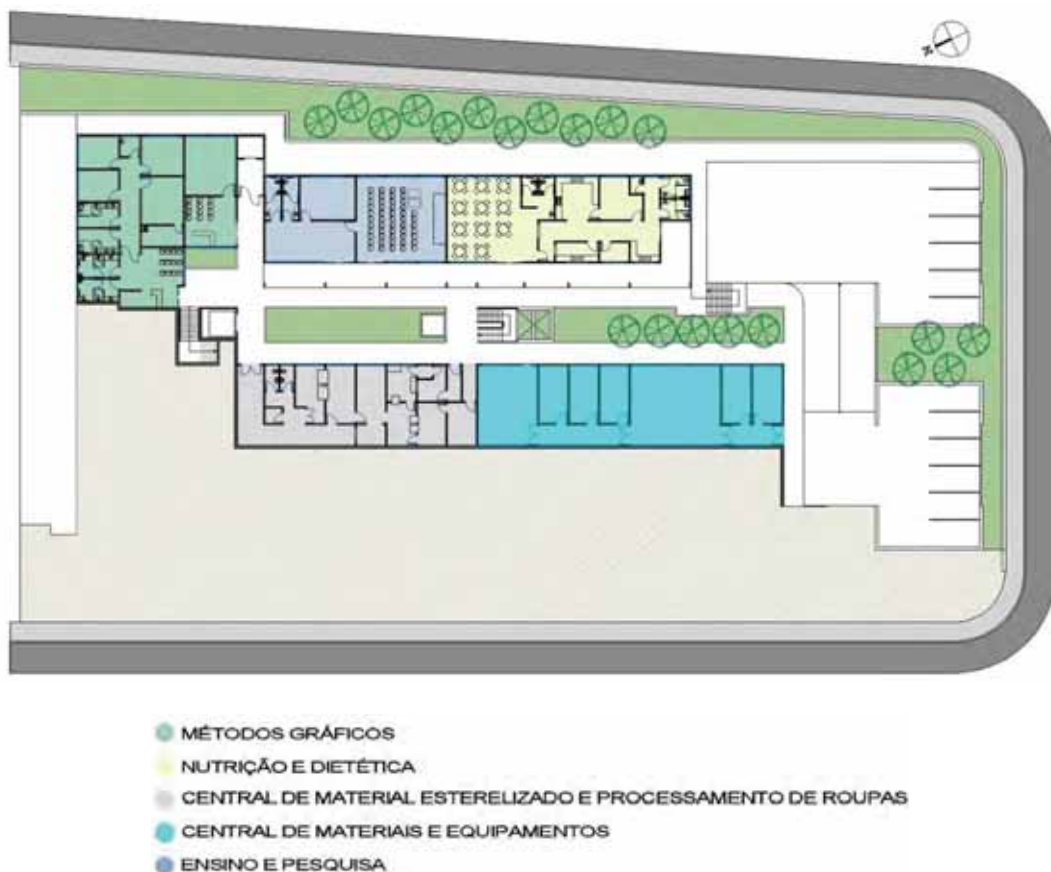 N
MÉTODOS GRÁFICOS
NUTRIÇÃO E DIETÉTICA
CENTRAL DE MATERIAL ESTERELIZADO E PROCESSAMENTO DE ROUPAS
CENTRAL DE MATERIAIS E EQUIPAMENTOS
ENSINO E PESQUISA